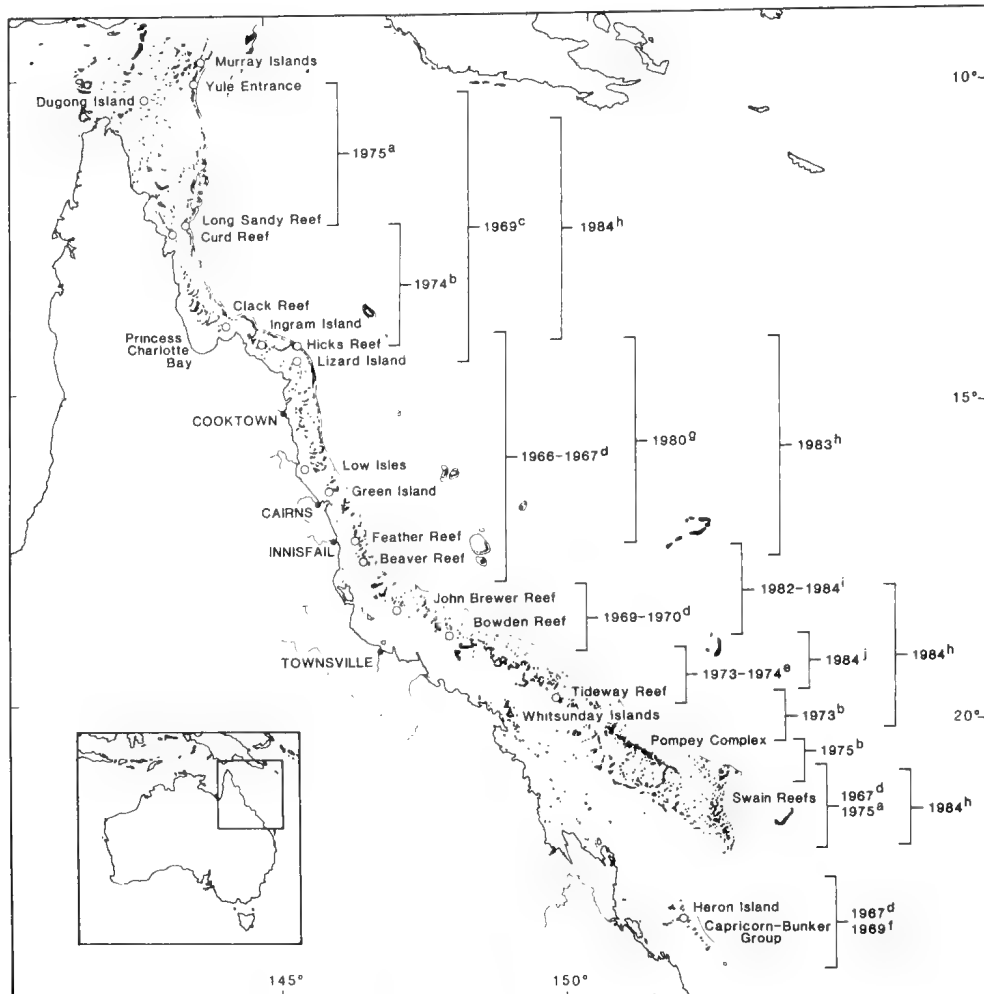 Murray Islands
10°
Yule Entrance
Dugong Island
1975a
Long Sandy Reef
1969c
1984h
Curd Reef
1974b
Clack Reef
Ingram Island
Princess
Charlotte
Bay
Hicks Reef
Lizard Island
15°
COOKTOWN
1980g
1983h
1966-1967d
Low Isles
Green Island
CAIRNS
Feather Reef
INNISFAIL
Beaver Reef
1982-1984i
John Brewer Reef
1969-1970d
Bowden Reef
TOWNSVILLE
1984j
1984h
1973-1974e
Tideway Reef
Whitsunday Islands
1973b
20°
Pompey Complex
1975b
Swain Reefs
1967d
1975a
1984h
Heron Island
Capricorn-Bunker
Group
1967d
1969f
145°
150°